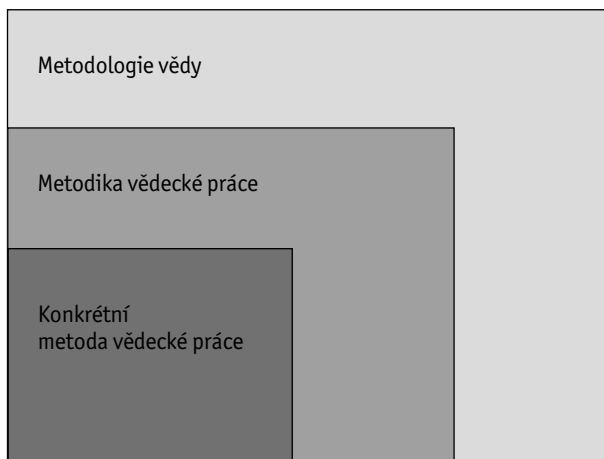 Metodologie vědy
Metodika vědecké práce
Konkrétní
metoda vědecké práce